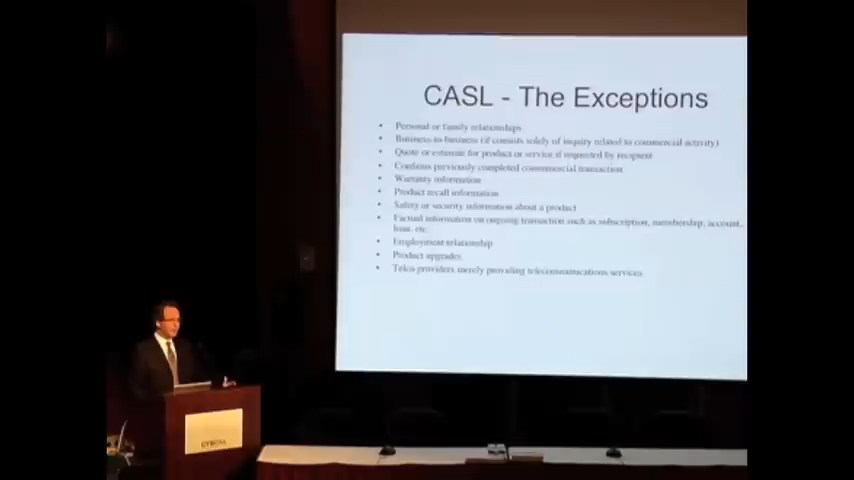 CASL - The Exceptions
• Personal or family relationships
• Business-to-business (if consists solely of inquiry related to commercial activity)
• Quote or estimate for product or service if requested by recipient
• Confirms previously completed commercial transaction
• Warranty information
• Product recall information
• Safety or security information about a product
• Factual information on ongoing transaction such as subscription, membership, account,
loan, etc.
• Employment relationship
• Product upgrades
• Telco providers merely providing telecommunications services